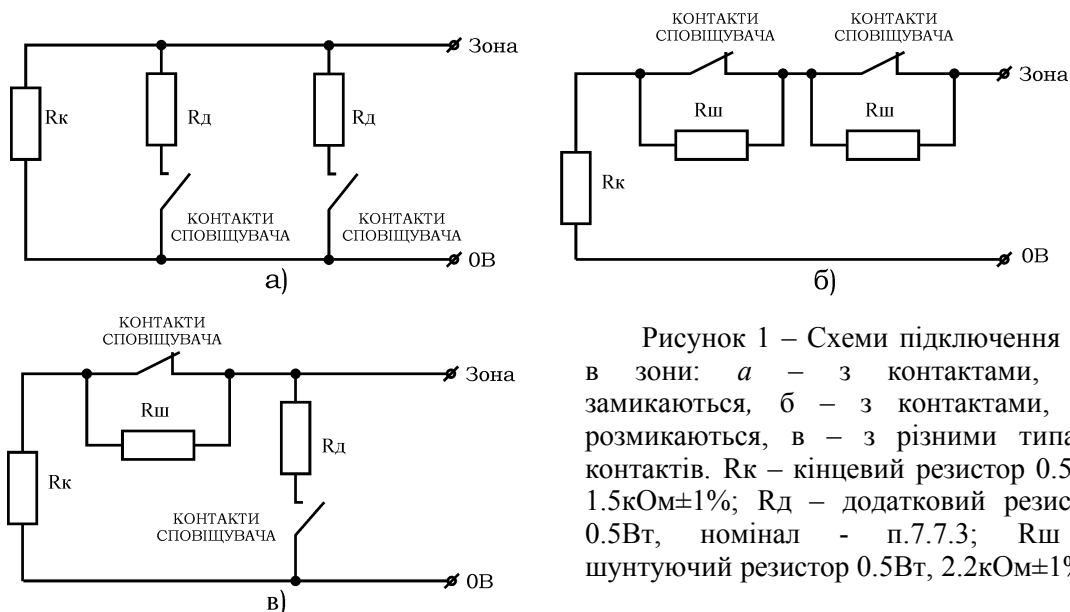 КОНТАКТИ
СПОВІЩУВАЧА
КОНТАКТИ
СПОВІЩУВАЧА
Зона
Зона
Rк
Rд
Rд
Rш
Rш
Rк
КОНТАКТИ
СПОВІЩУВАЧА
КОНТАКТИ
СПОВІЩУВАЧА
0В
0В
а)
б)
КОНТАКТИ
СПОВІЩУВАЧА
Зона
Rш
Rд
Rк
КОНТАКТИ
СПОВІЩУВАЧА
0В
в)
Рисунок 1 – Схеми підключення
в зони: а – з контактами,
замикаються, б – з контактами,
розмикаються, в – з різними типа
контактів. Rк – кінцевий резистор 0.5
1.5кОм±1%; Rд – додатковий резис
0.5Вт, номінал - п.7.7.3; Rш
шунтуючий резистор 0.5Вт, 2.2кОм±1%